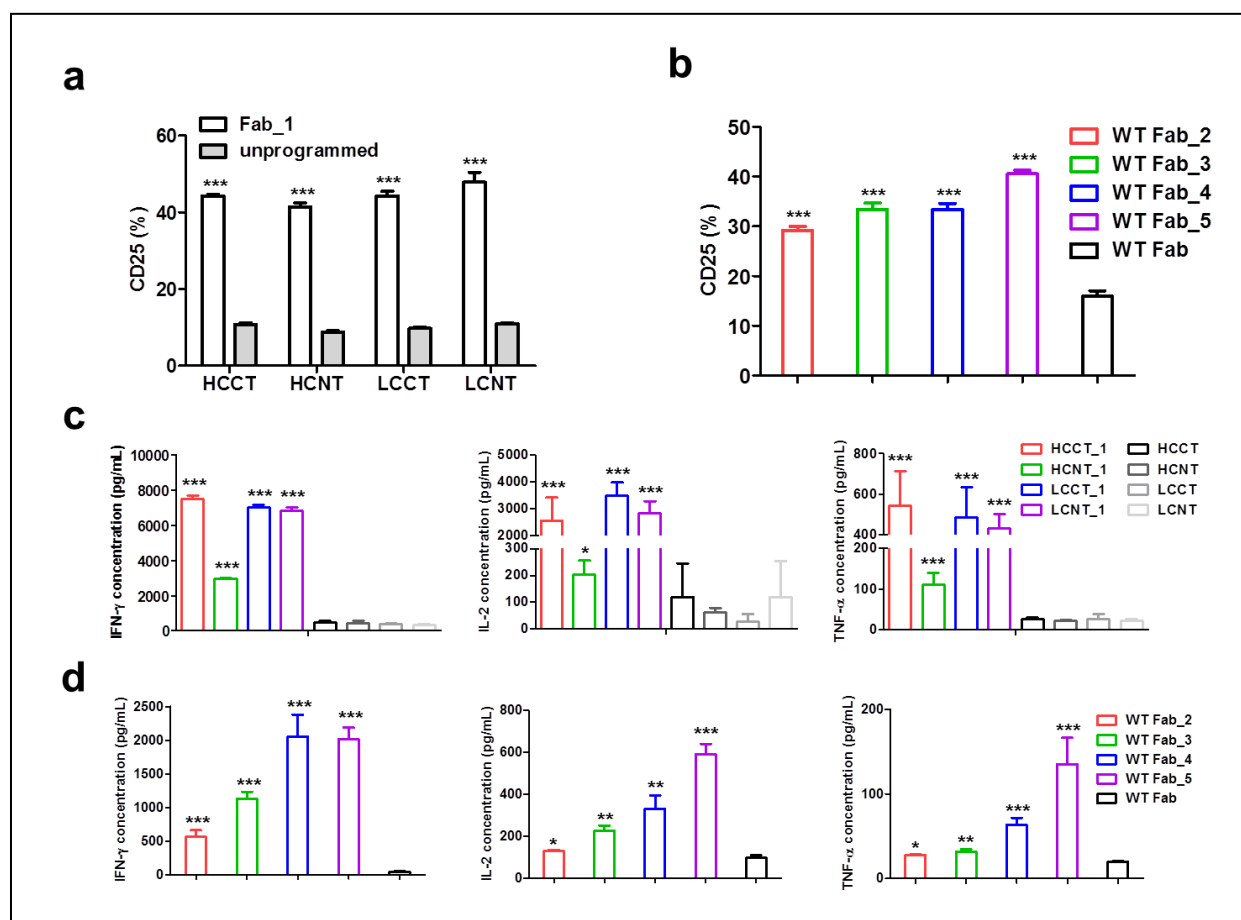 a
Fab_1
unprogrammed
CD25 (%)
60
40
20
0
***
***
***
***
HCCT
HCNT
LCCT
LCNT
b
CD25 (%)
50
40
30
20
10
0
***
***
***
***
WT Fab_2
WT Fab_3
WT Fab_4
WT Fab_5
WT Fab
c
IFN-γ concentration (pg/mL)
10000
8000
6000
4000
2000
0
***
***
***
***
IL-2 concentration (pg/mL)
5000
4000
3000
2000
300
200
100
0
***
*
***
***
TNF-α concentration (pg/mL)
800
600
400
200
100
0
***
***
***
***
HCCT_1
HCNT_1
LCCT_1
LCNT_1
HCCT
HCNT
LCCT
LCNT
d
IFN-γ concentration (pg/mL)
2500
2000
1500
1000
500
0
***
***
***
***
IL-2 concentration (pg/mL)
800
600
400
200
0
*
**
**
***
TNF-α concentration (pg/mL)
200
150
100
50
0
*
**
***
***
WT Fab_2
WT Fab_3
WT Fab_4
WT Fab_5
WT Fab